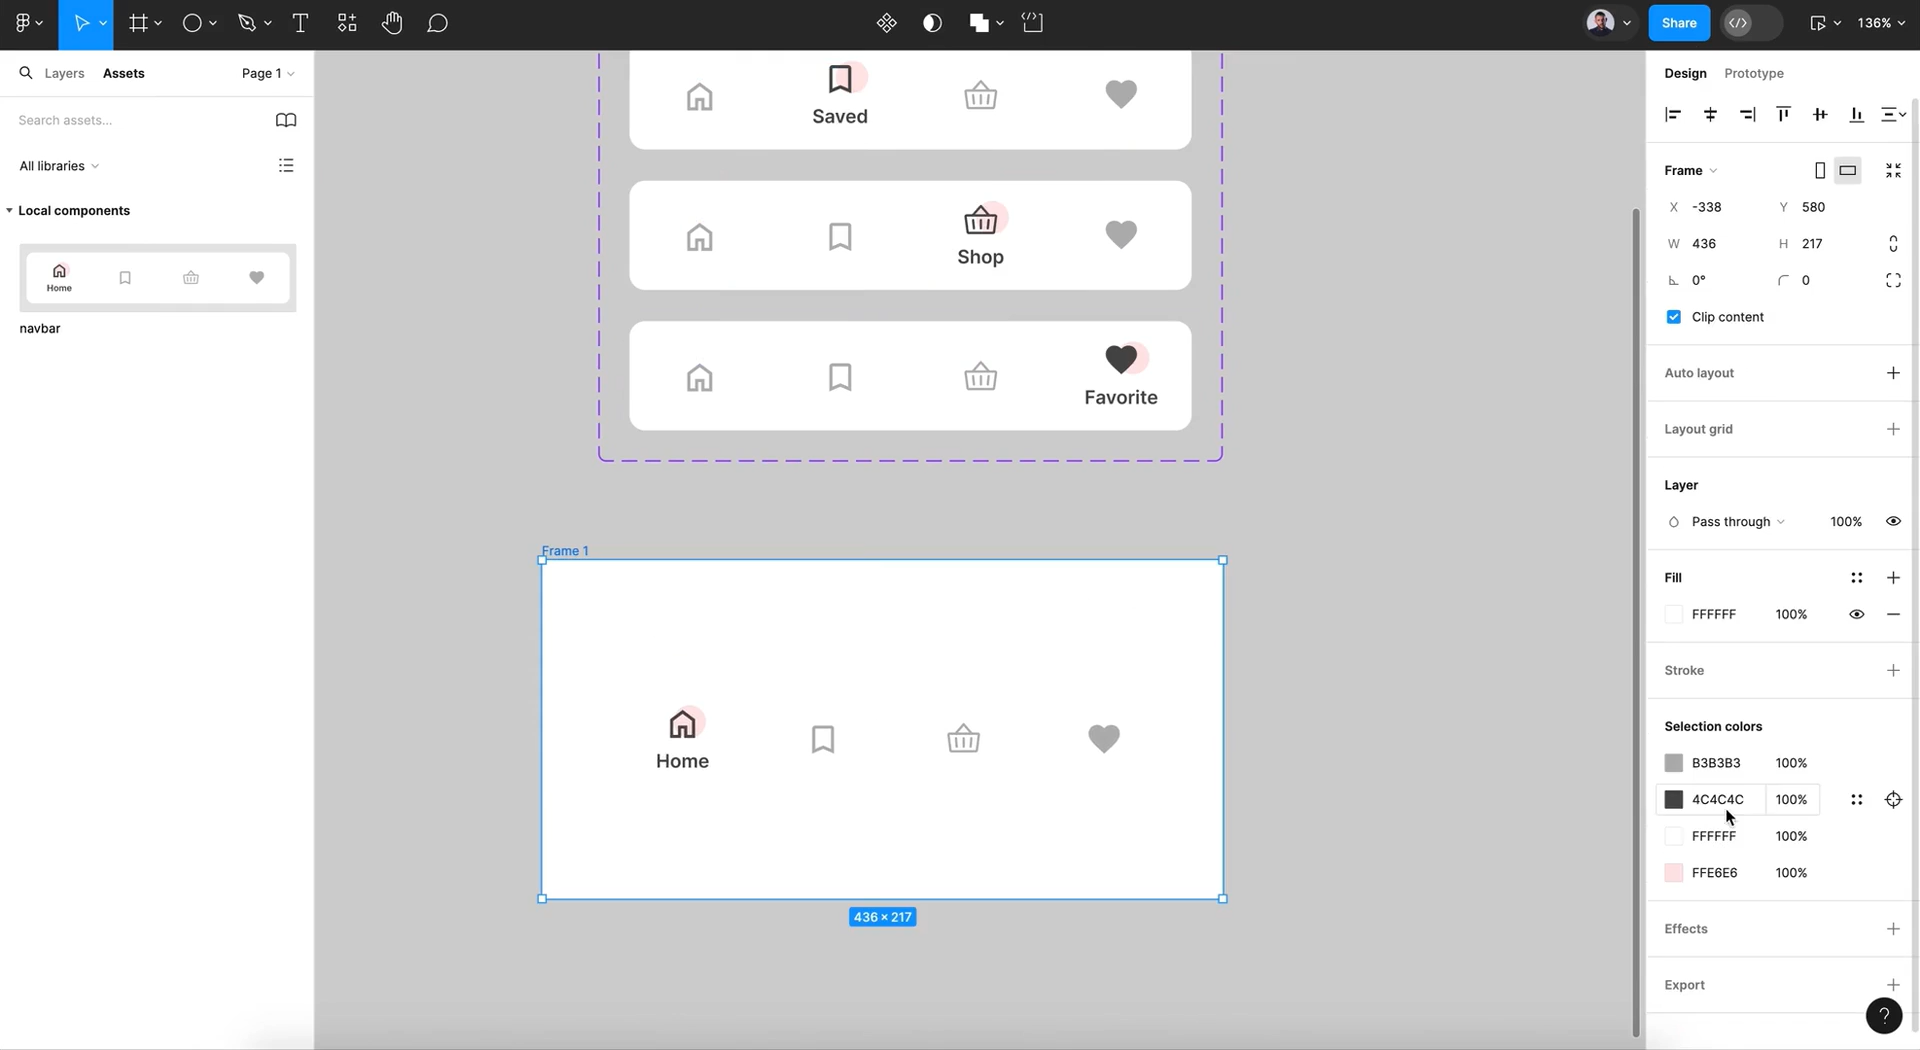 T
</>
Share
</>
136%
Layers
Assets
Page 1
Search assets...
All libraries
Local components
Home
navbar
Saved
Shop
Favorite
Frame 1
Home
436 × 217
Design
Prototype
Frame
X -338 Y 580
W 436 H 217
0° 0
Clip content
Auto layout
Layout grid
Layer
Pass through 100%
Fill
FFFFFF 100%
Stroke
Selection colors
B3B3B3 100%
4C4C4C 100%
FFFFFF 100%
FFE6E6 100%
Effects
Export
?